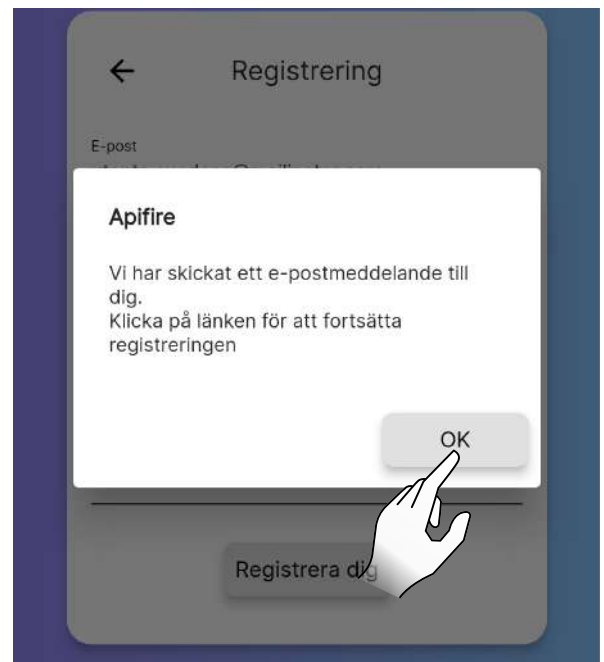 Registrering
E-post
Apifire
Vi har skickat ett e-postmeddelande till
dig.
Klicka på länken för att fortsätta
registreringen
OK
Registrera dig